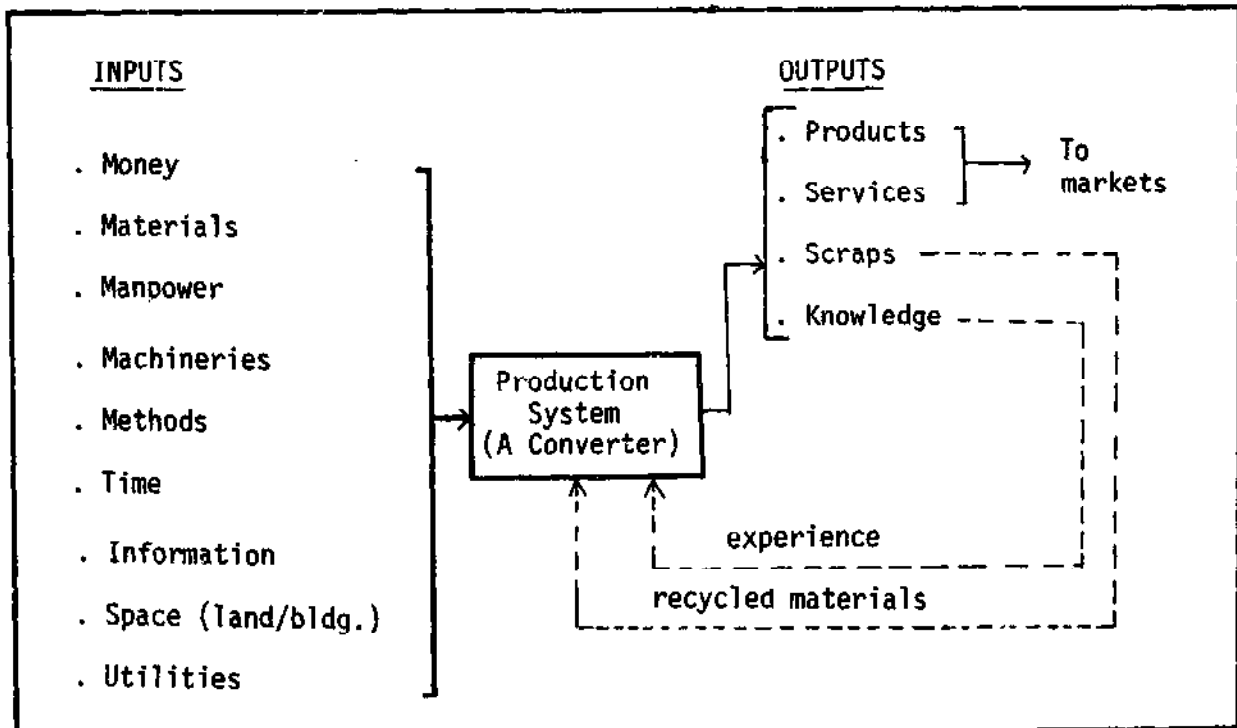 INPUTS
. Money
. Materials
. Manpower
. Machineries
. Methods
. Time
. Information
. Space (land/bldg.)
. Utilities
Production
System
(A Converter)
OUTPUTS
. Products
. Services
. Scraps
. Knowledge
To
markets
experience
recycled materials